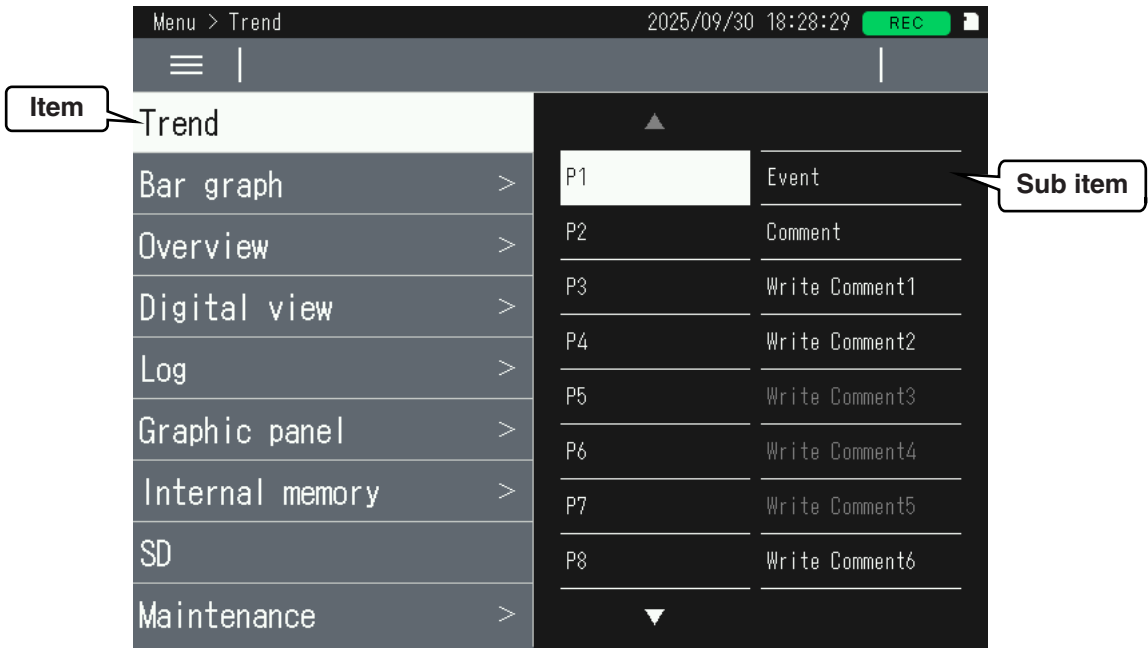 Menu > Trend 2025/09/30 18:28:29 REC
Item
Trend
Bar graph >
Overview >
Digital view >
Log >
Graphic panel >
Internal memory >
SD
Maintenance >
P1 Event
P2 Comment
P3 Write Comment1
P4 Write Comment2
P5 Write Comment3
P6 Write Comment4
P7 Write Comment5
P8 Write Comment6
Sub item